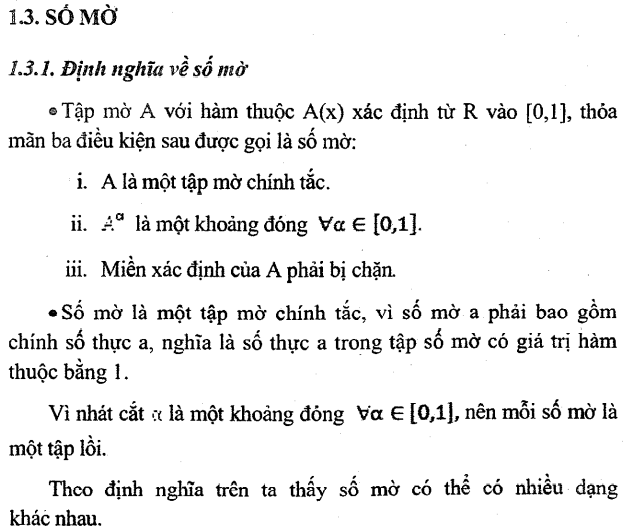 1.3. SỐ MỜ
1.3.1. Định nghĩa về số mờ
•Tập mờ A với hàm thuộc A(x) xác định từ R vào [0,1], thỏa
mãn ba điều kiện sau được gọi là số mờ:
i. A là một tập mờ chính tắc.
ii. A^α là một khoảng đóng ∀α ∈ [0,1].
iii. Miền xác định của A phải bị chặn.
•Số mờ là một tập mờ chính tắc, vì số mờ a phải bao gồm
chính số thực a, nghĩa là số thực a trong tập số mờ có giá trị hàm
thuộc bằng 1.
Vì nhát cắt α là một khoảng đóng ∀α ∈ [0,1], nên mỗi số mờ là
một tập lồi.
Theo định nghĩa trên ta thấy số mờ có thể có nhiều dạng
khác nhau.